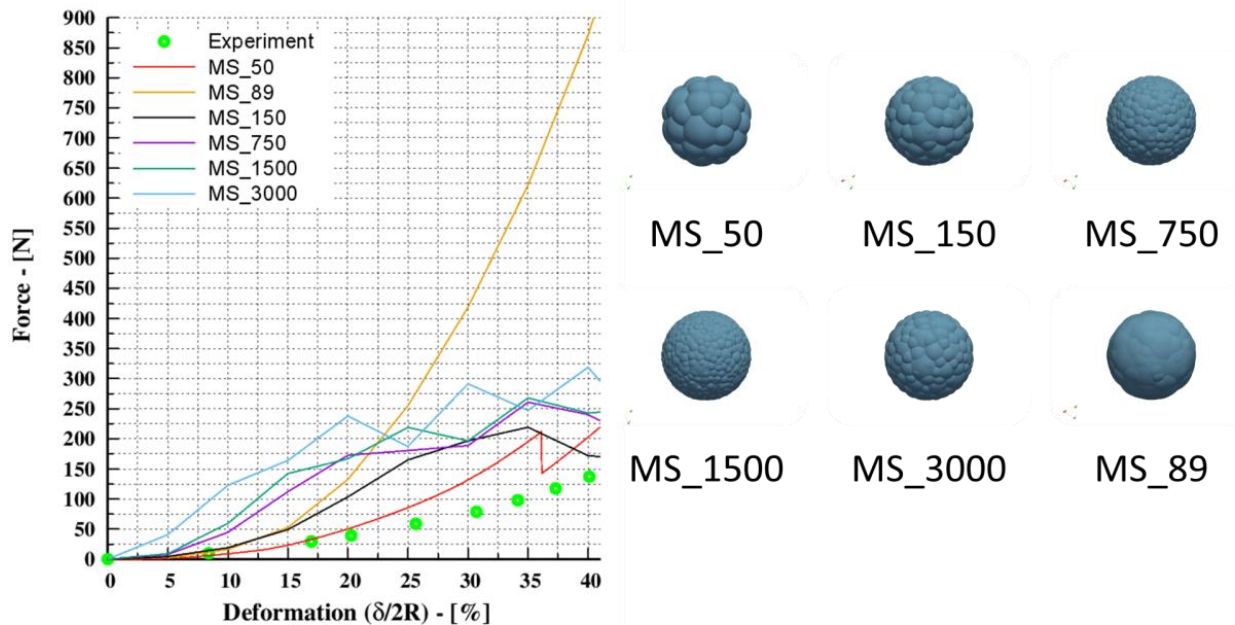 900
850
800
750
700
650
600
550
500
450
400
350
300
250
200
150
100
50
0
Force - [N]
Experiment
MS_50
MS_89
MS_150
MS_750
MS_1500
MS_3000
0 5 10 15 20 25 30 35 40
Deformation (δ/2R) - [%]
MS_50 MS_150 MS_750
MS_1500 MS_3000 MS_89